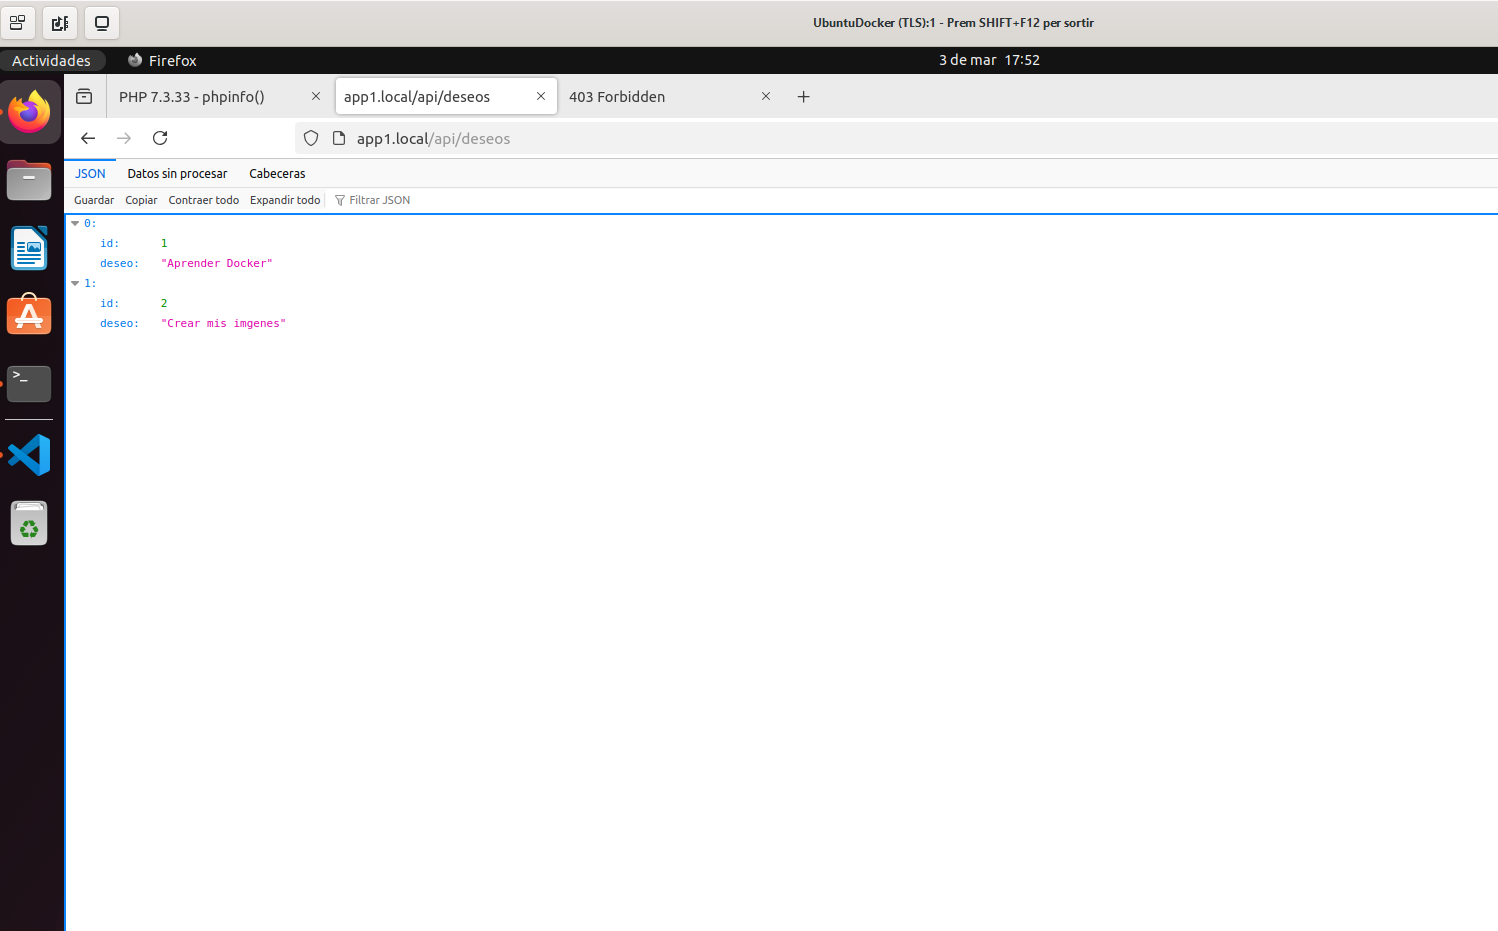 UbuntuDocker (TLS):1 - Prem SHIFT+F12 per sortir
Actividades Firefox 3 de mar 17:52
PHP 7.3.33 - phpinfo() app1.local/api/deseos 403 Forbidden
app1.local/api/deseos
JSON Datos sin procesar Cabeceras
Guardar Copiar Contraer todo Expandir todo Filtrar JSON
0:
id: 1
deseo: "Aprender Docker"
1:
id: 2
deseo: "Crear mis imgenes"